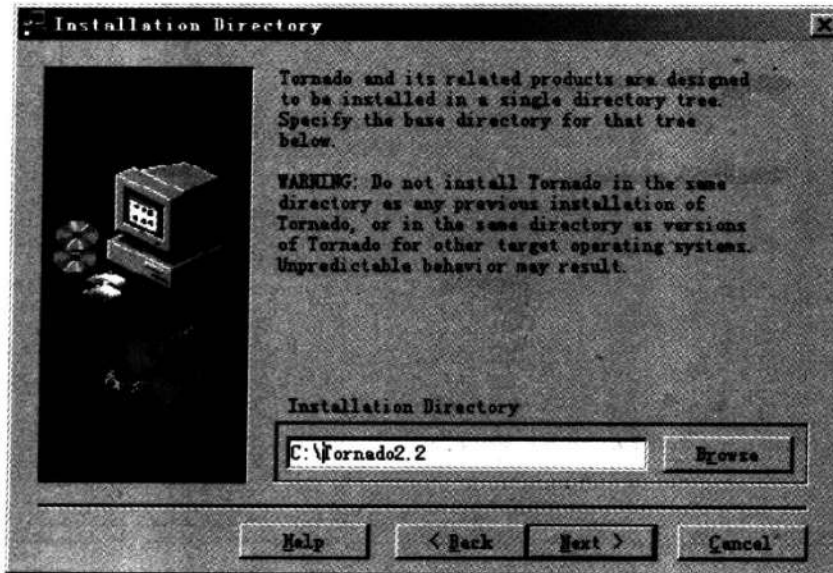 Installation Directory
Tornado and its related products are designed
to be installed in a single directory tree.
Specify the base directory for that tree
below.
WARNING: Do not install Tornado in the same
directory as any previous installation of
Tornado, or in the same directory as versions
of Tornado for other target operating systems.
Unpredictable behavior may result.
Installation Directory
C:\Tornado2.2
Browse
Help
< Back
Next >
Cancel